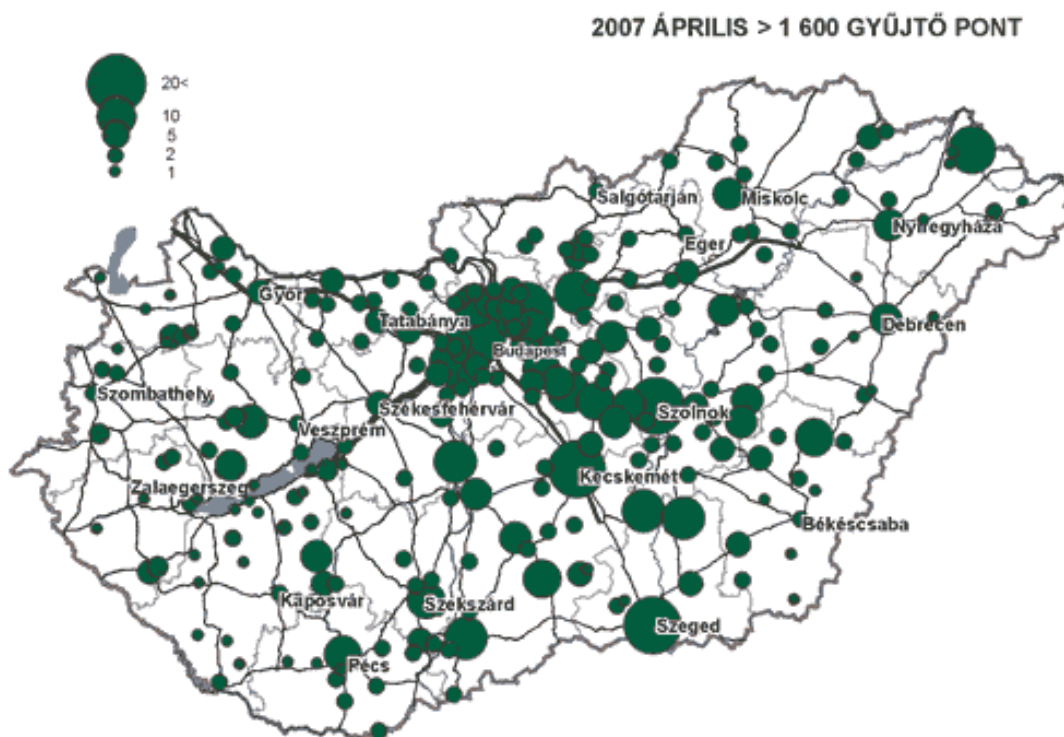 2007 ÁPRILIS > 1 600 GYŰJTŐ PONT
20<
10
5
2
1
Salgótarján
Miskolc
Nyíregyháza
Eger
Győr
Tatabánya
Debrecen
Budapest
Szombathely
Székesfehérvár
Szolnok
Veszprém
Kecskemét
Zalaegerszeg
Békéscsaba
Kaposvár
Szekszárd
Szeged
Pécs